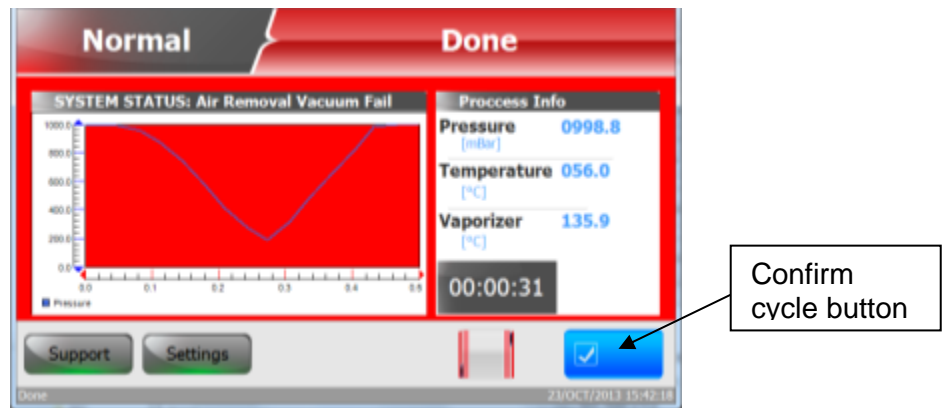 Normal
Done
SYSTEM STATUS: Air Removal Vacuum Fail
Proccess Info
1000.0
800.0
600.0
400.0
200.0
0.0
0.0 0.1 0.2 0.3 0.4 0.5
Pressure
Pressure 0998.8
[mBar]
Temperature 056.0
[°C]
Vaporizer 135.9
[°C]
00:00:31
Confirm
cycle button
Support
Settings
Done
23/OCT/2013 15:42:18